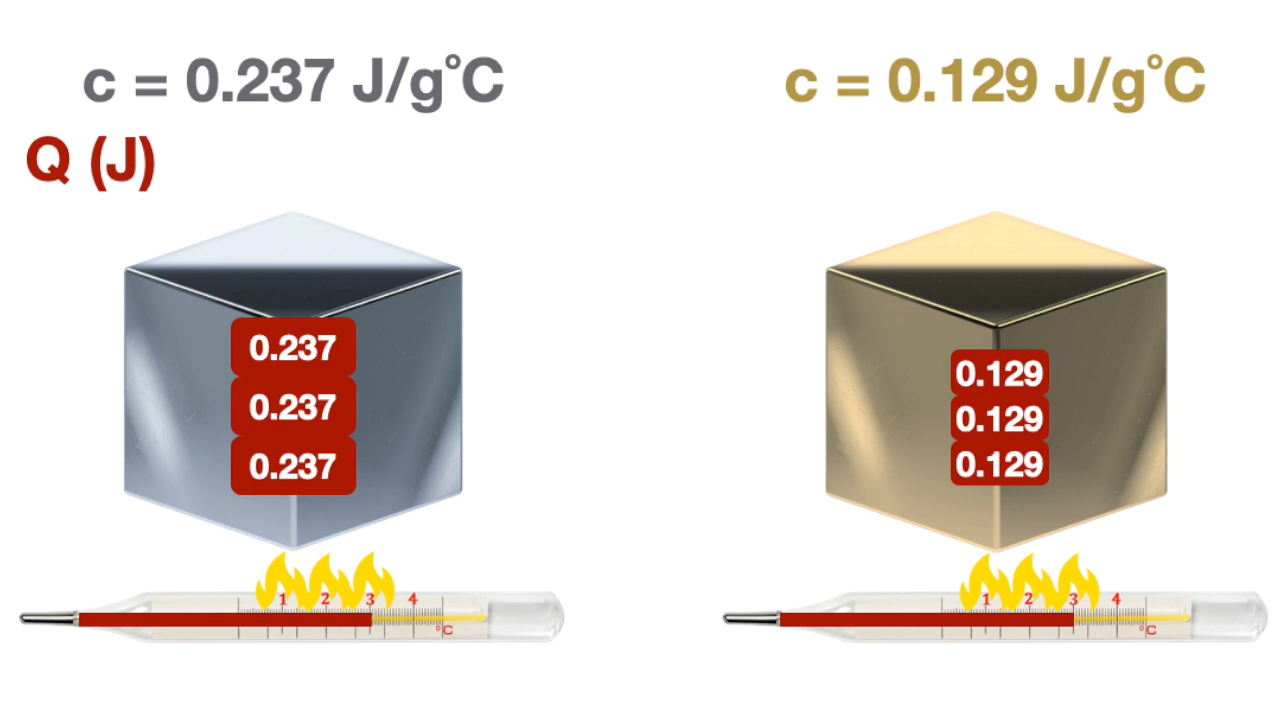 c = 0.237 J/g°C
c = 0.129 J/g°C
Q (J)
0.237
0.237
0.237
0.129
0.129
0.129
1 2 3 4
°C
1 2 3 4
°C